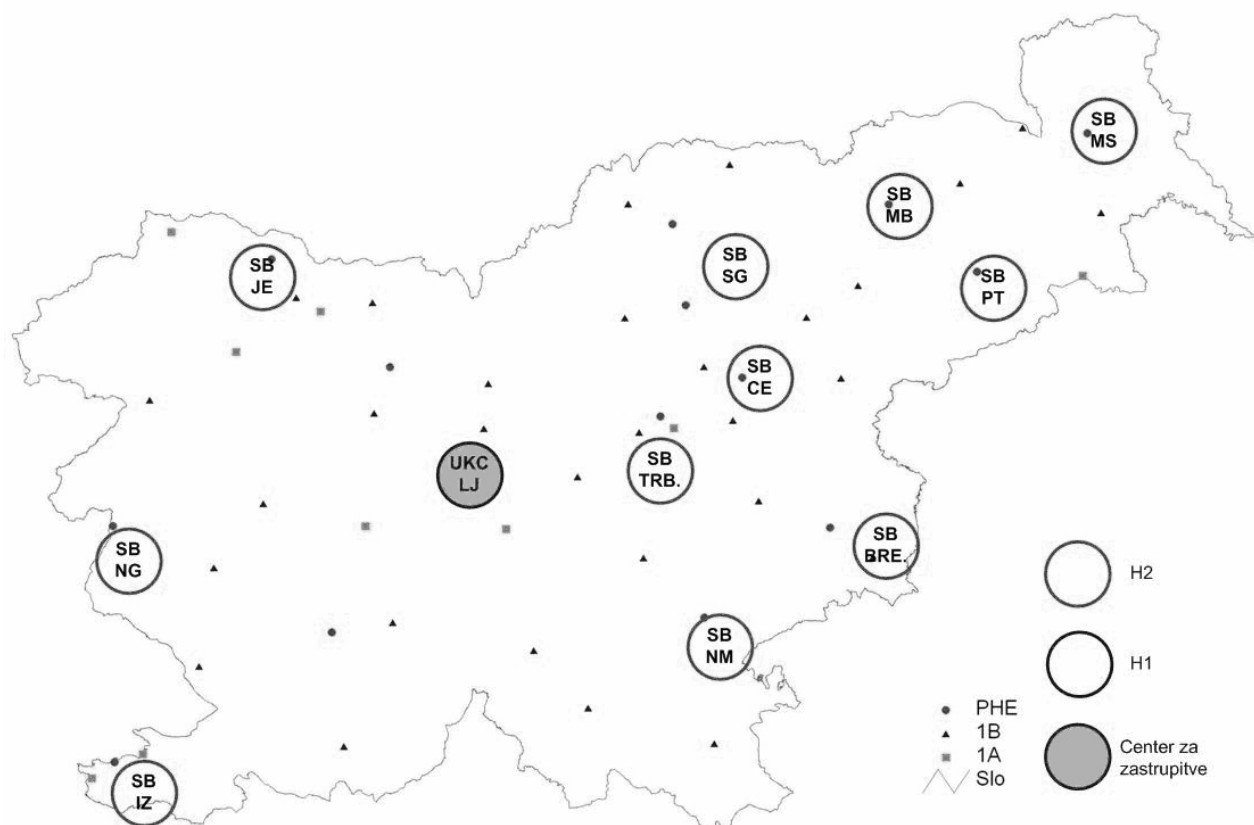 SB
MS
SB
MB
SB
JE
SB
SG
SB
PT
SB
CE
UKC
LJ
SB
TRB.
SB
NG
SB
BRE.
SB
NM
SB
IZ
H2
H1
PHE
1B
1A
Slo
Center za
zastrupitve